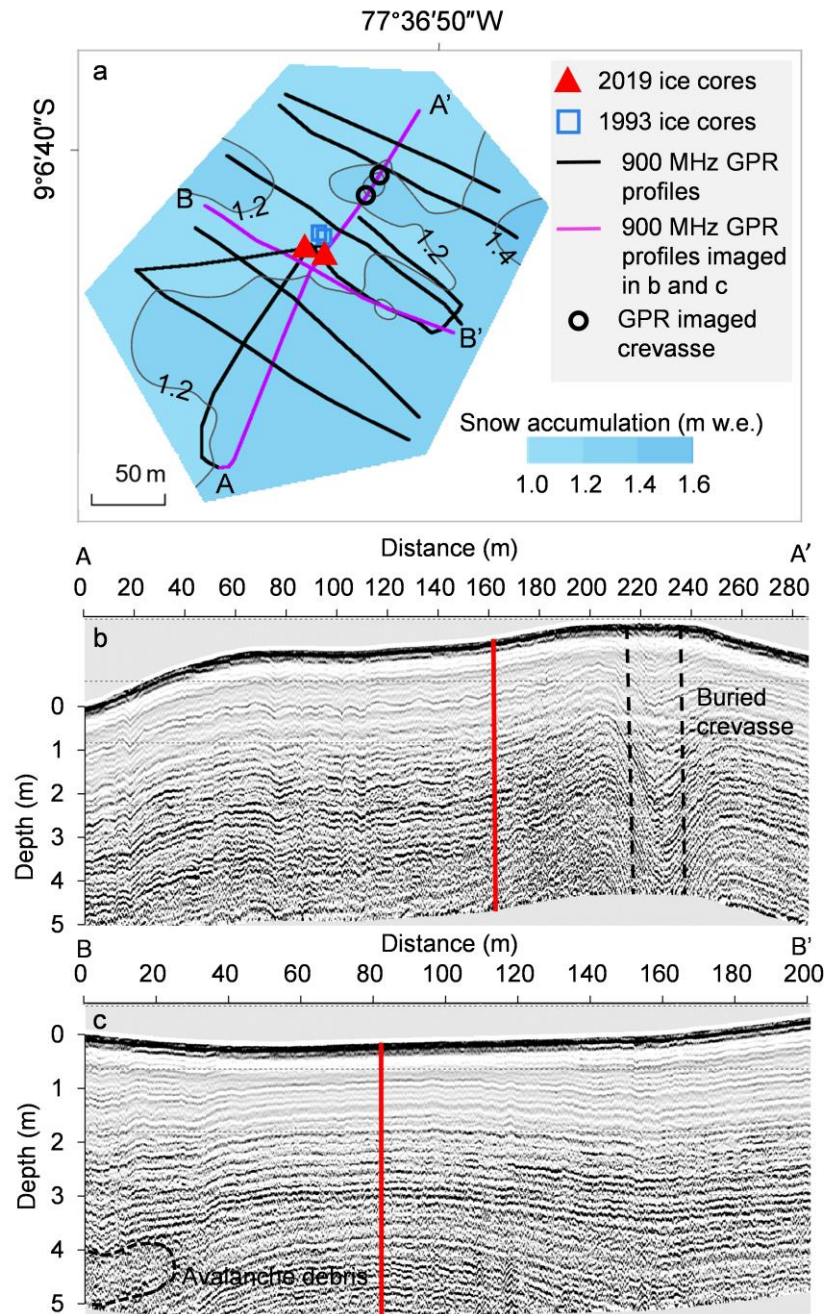 77°36′50″W
9°6′40″S
a
A′
B
1.2
1.2
1.4
B′
1.2
A
50 m
2019 ice cores
1993 ice cores
900 MHz GPR
profiles
900 MHz GPR
profiles imaged
in b and c
GPR imaged
crevasse
Snow accumulation (m w.e.)
1.0 1.2 1.4 1.6
A Distance (m) A′
0 20 40 60 80 100 120 140 160 180 200 220 240 260 280
b
Buried
crevasse
Depth (m)
0
1
2
3
4
5
B Distance (m) B′
0 20 40 60 80 100 120 140 160 180 200
c
Depth (m)
0
1
2
3
4
5
Avalanche debris